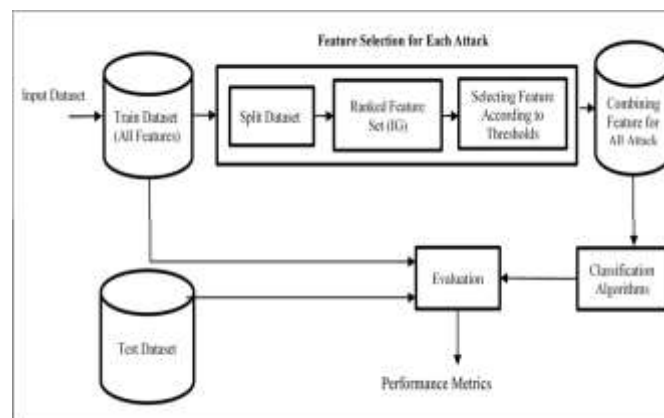 Feature Selection for Each Attack
Input Dataset
Train Dataset
(All Features)
Split Dataset
Ranked Feature
Set (IG)
Selecting Feature
According to
Thresholds
Combining
Feature for
All Attack
Evaluation
Classification
Algorithms
Test Dataset
Performance Metrics